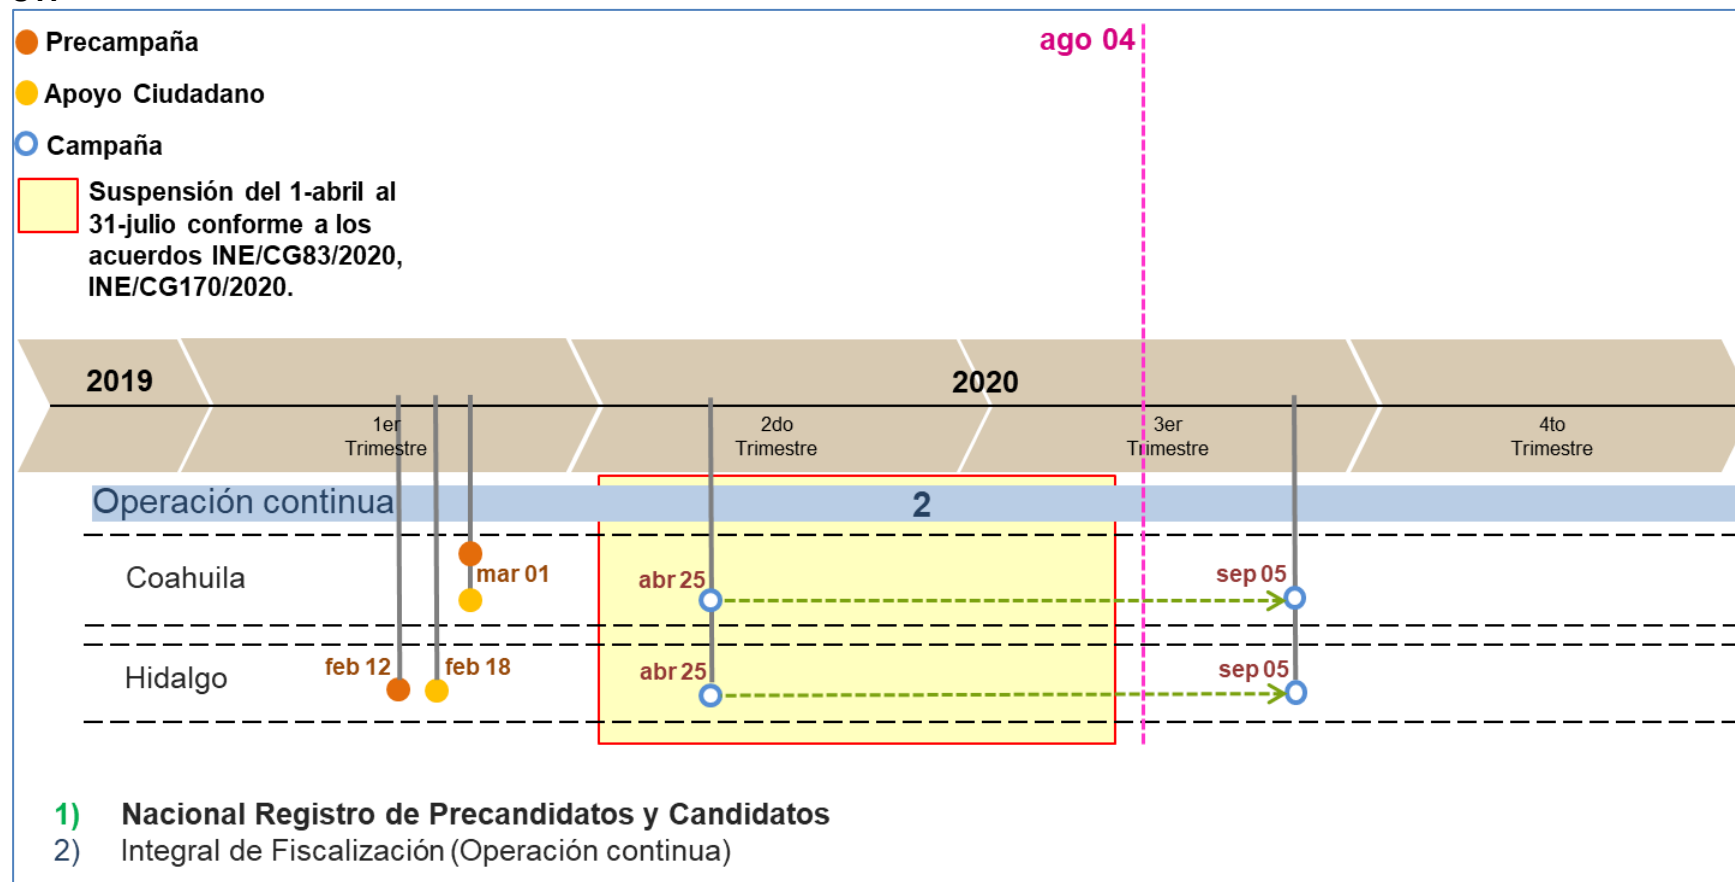 Precampaña
Apoyo Ciudadano
Campaña
Suspensión del 1-abril al
31-julio conforme a los
acuerdos INE/CG83/2020,
INE/CG170/2020.
ago 04
2019
2020
1er
Trimestre
2do
Trimestre
3er
Trimestre
4to
Trimestre
Operación continua
2
Coahuila
mar 01
abr 25
sep 05
Hidalgo
feb 12
feb 18
abr 25
sep 05
1) Nacional Registro de Precandidatos y Candidatos
2) Integral de Fiscalización (Operación continua)